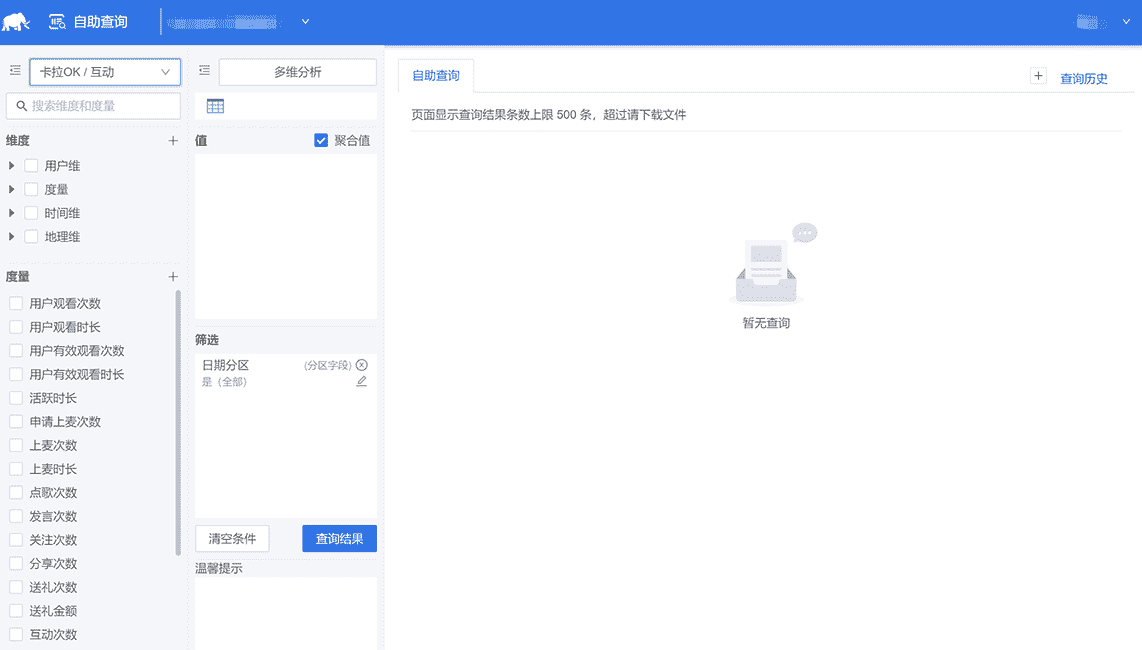 自助查询
卡拉OK / 互动
搜索维度和度量
维度
用户维
度量
时间维
地理维
度量
用户观看次数
用户观看时长
用户有效观看次数
用户有效观看时长
活跃时长
申请上麦次数
上麦次数
上麦时长
点歌次数
发言次数
关注次数
分享次数
送礼次数
送礼金额
互动次数
多维分析
值
聚合值
筛选
日期分区 (分区字段)
是（全部）
清空条件 查询结果
温馨提示
自助查询
查询历史
页面显示查询结果条数上限 500 条，超过请下载文件
暂无查询